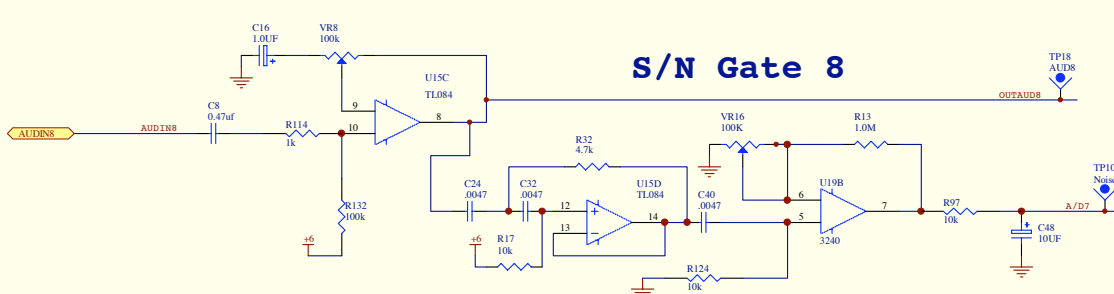 C16
1.0UF
+
VR8
100k
S/N Gate 8
TP18
AUD8
U15C
TL084
OUTAUD8
9
8
10
AUDIN8
AUDIN8
C8
0.47uf
R114
1k
R132
100k
+6
R32
4.7k
C24
.0047
C32
.0047
U15D
TL084
C40
.0047
12
+
14
13
−
+6
R17
10k
VR16
100K
R13
1.0M
U19B
6
7
5
3240
R124
10k
R97
10k
A/D7
TP10
Noise
+
C48
10UF